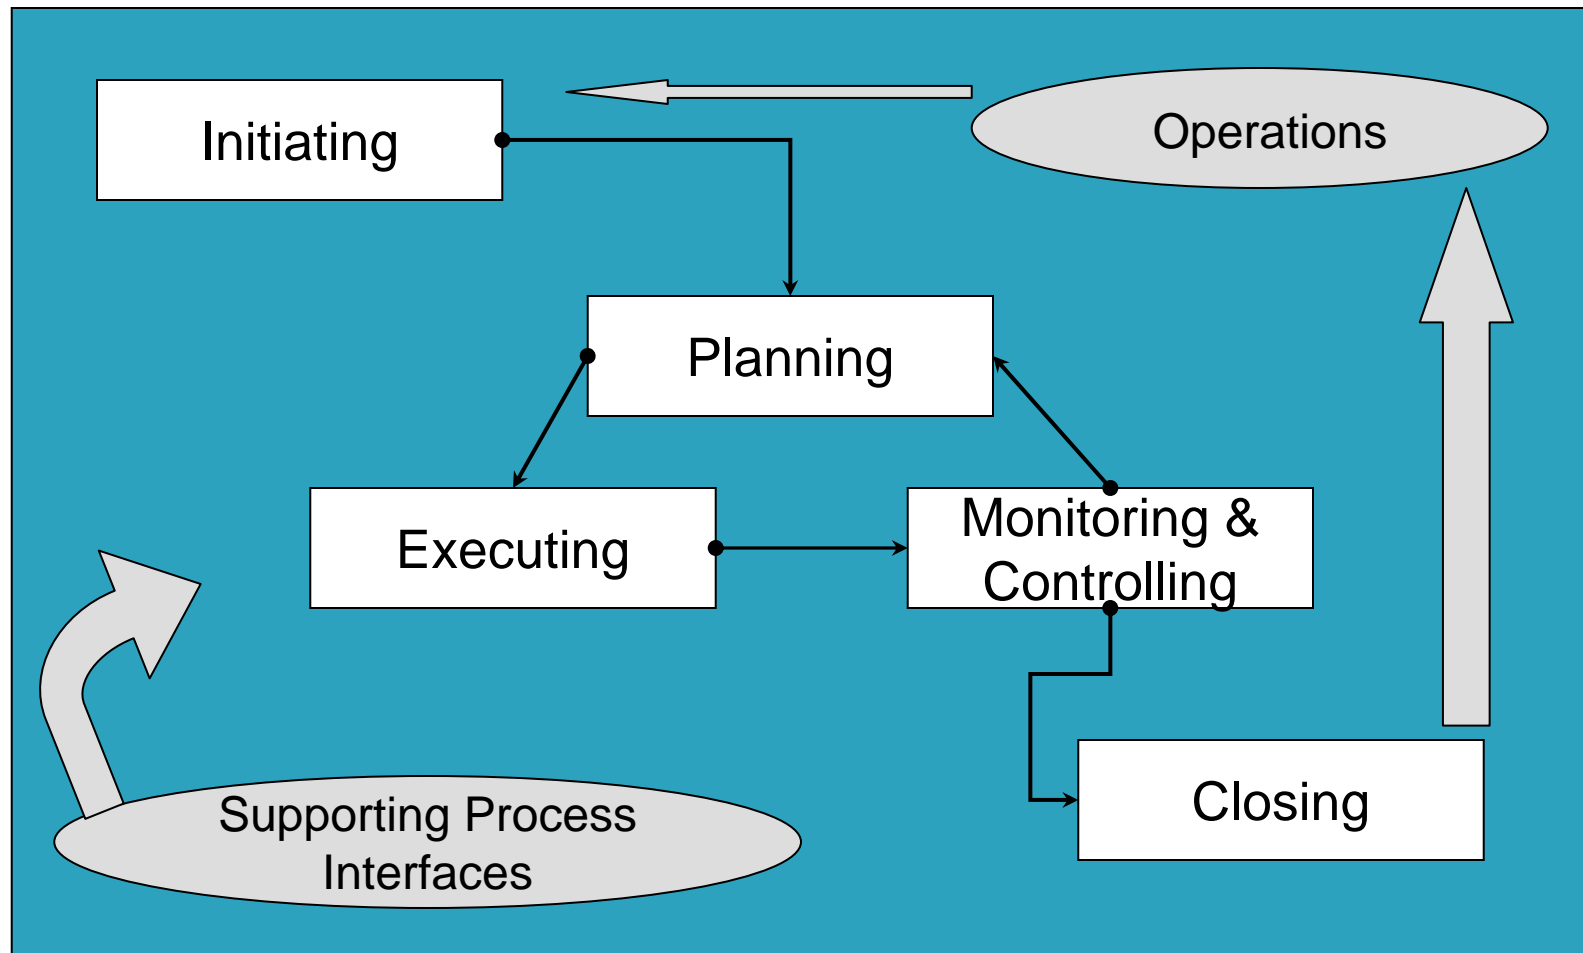 Initiating
Operations
Planning
Executing
Monitoring &
Controlling
Closing
Supporting Process
Interfaces